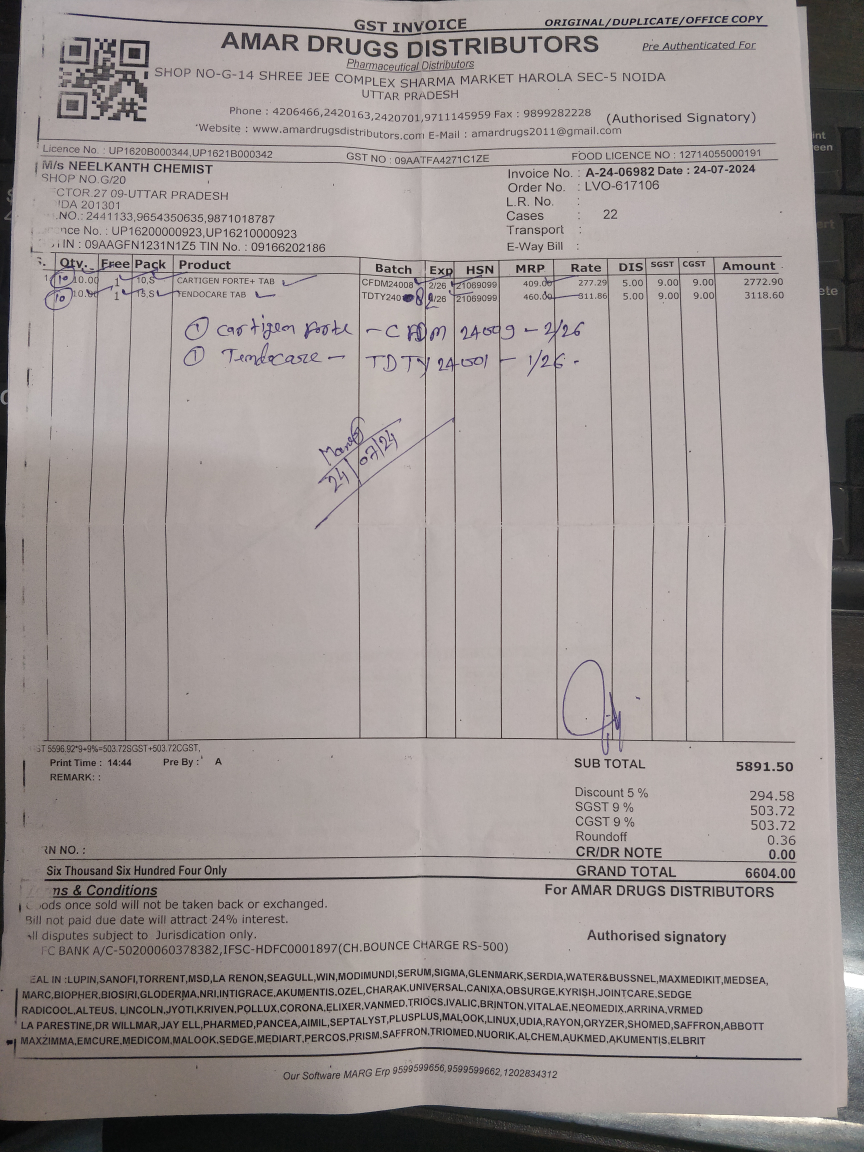 GST INVOICE
ORIGINAL/DUPLICATE/OFFICE COPY
AMAR DRUGS DISTRIBUTORS
Pre Authenticated For
Pharmaceutical Distributors
SHOP NO-G-14 SHREE JEE COMPLEX SHARMA MARKET HAROLA SEC-5 NOIDA
UTTAR PRADESH
Phone : 4206466,2420163,2420701,9711145959 Fax : 9899282228
(Authorised Signatory)
Website : www.amardrugsdistributors.com E-Mail : amardrugs2011@gmail.com
Licence No. : UP1620B000344,UP1621B000342 GST NO : 09AATFA4271C1ZE FOOD LICENCE NO : 12714055000191
M/s NEELKANTH CHEMIST
SHOP NO.G/20
CTOR.27 09-UTTAR PRADESH
IDA 201301
.NO.: 2441133,9654350635,9871018787
nce No.: UP16200000923,UP16210000923
IN : 09AAGFN1231N1Z5 TIN No. : 09166202186
Invoice No. : A-24-06982 Date : 24-07-2024
Order No. : LVO-617106
L.R. No. :
Cases : 22
Transport :
E-Way Bill :
S. Qty. Free Pack Product Batch Exp HSN MRP Rate DIS SGST CGST Amount
10 10.00 1 10,S CARTIGEN FORTE+ TAB CFDM24008 2/26 21069099 409.00 277.29 5.00 9.00 9.00 2772.90
10 10.00 1 15,S TENDOCARE TAB TDTY240 2/26 21069099 460.00 311.86 5.00 9.00 9.00 3118.60
① Cartigen forte - CFDM 24009 - 2/26
① Tendocare - TDTY 24001 - 1/26.
24/07/24
GST 5596.92*9+9%=503.72SGST+503.72CGST,
Print Time : 14:44 Pre By : A
REMARK: :
SUB TOTAL 5891.50
Discount 5 % 294.58
SGST 9 % 503.72
CGST 9 % 503.72
Roundoff 0.36
RN NO. :
CR/DR NOTE 0.00
Six Thousand Six Hundred Four Only
GRAND TOTAL 6604.00
ms & Conditions
For AMAR DRUGS DISTRIBUTORS
oods once sold will not be taken back or exchanged.
Bill not paid due date will attract 24% interest.
ll disputes subject to Jurisdication only.
Authorised signatory
FC BANK A/C-50200060378382,IFSC-HDFC0001897(CH.BOUNCE CHARGE RS-500)
EAL IN :LUPIN,SANOFI,TORRENT,MSD,LA RENON,SEAGULL,WIN,MODIMUNDI,SERUM,SIGMA,GLENMARK,SERDIA,WATER&BUSSNEL,MAXMEDIKIT,MEDSEA,
MARC,BIOPHER,BIOSIRI,GLODERMA,NRI,INTIGRACE,AKUMENTIS,OZEL,CHARAK,UNIVERSAL,CANIXA,OBSURGE,KYRISH,JOINTCARE,SEDGE
RADICOOL,ALTEUS, LINCOLN,JYOTI,KRIVEN,POLLUX,CORONA,ELIXER,VANMED,TRIOCS,IVALIC,BRINTON,VITALAE,NEOMEDIX,ARRINA,VRMED
LA PARESTINE,DR WILLMAR,JAY ELL,PHARMED,PANCEA,AIMIL,SEPTALYST,PLUSPLUS,MALOOK,LINUX,UDIA,RAYON,ORYZER,SHOMED,SAFFRON,ABBOTT
MAXZIMMA,EMCURE,MEDICOM,MALOOK,SEDGE,MEDIART,PERCOS,PRISM,SAFFRON,TRIOMED,NUORIK,ALCHEM,AUKMED,AKUMENTIS,ELBRIT
Our Software MARG Erp 9599599656,9599599662,1202834312